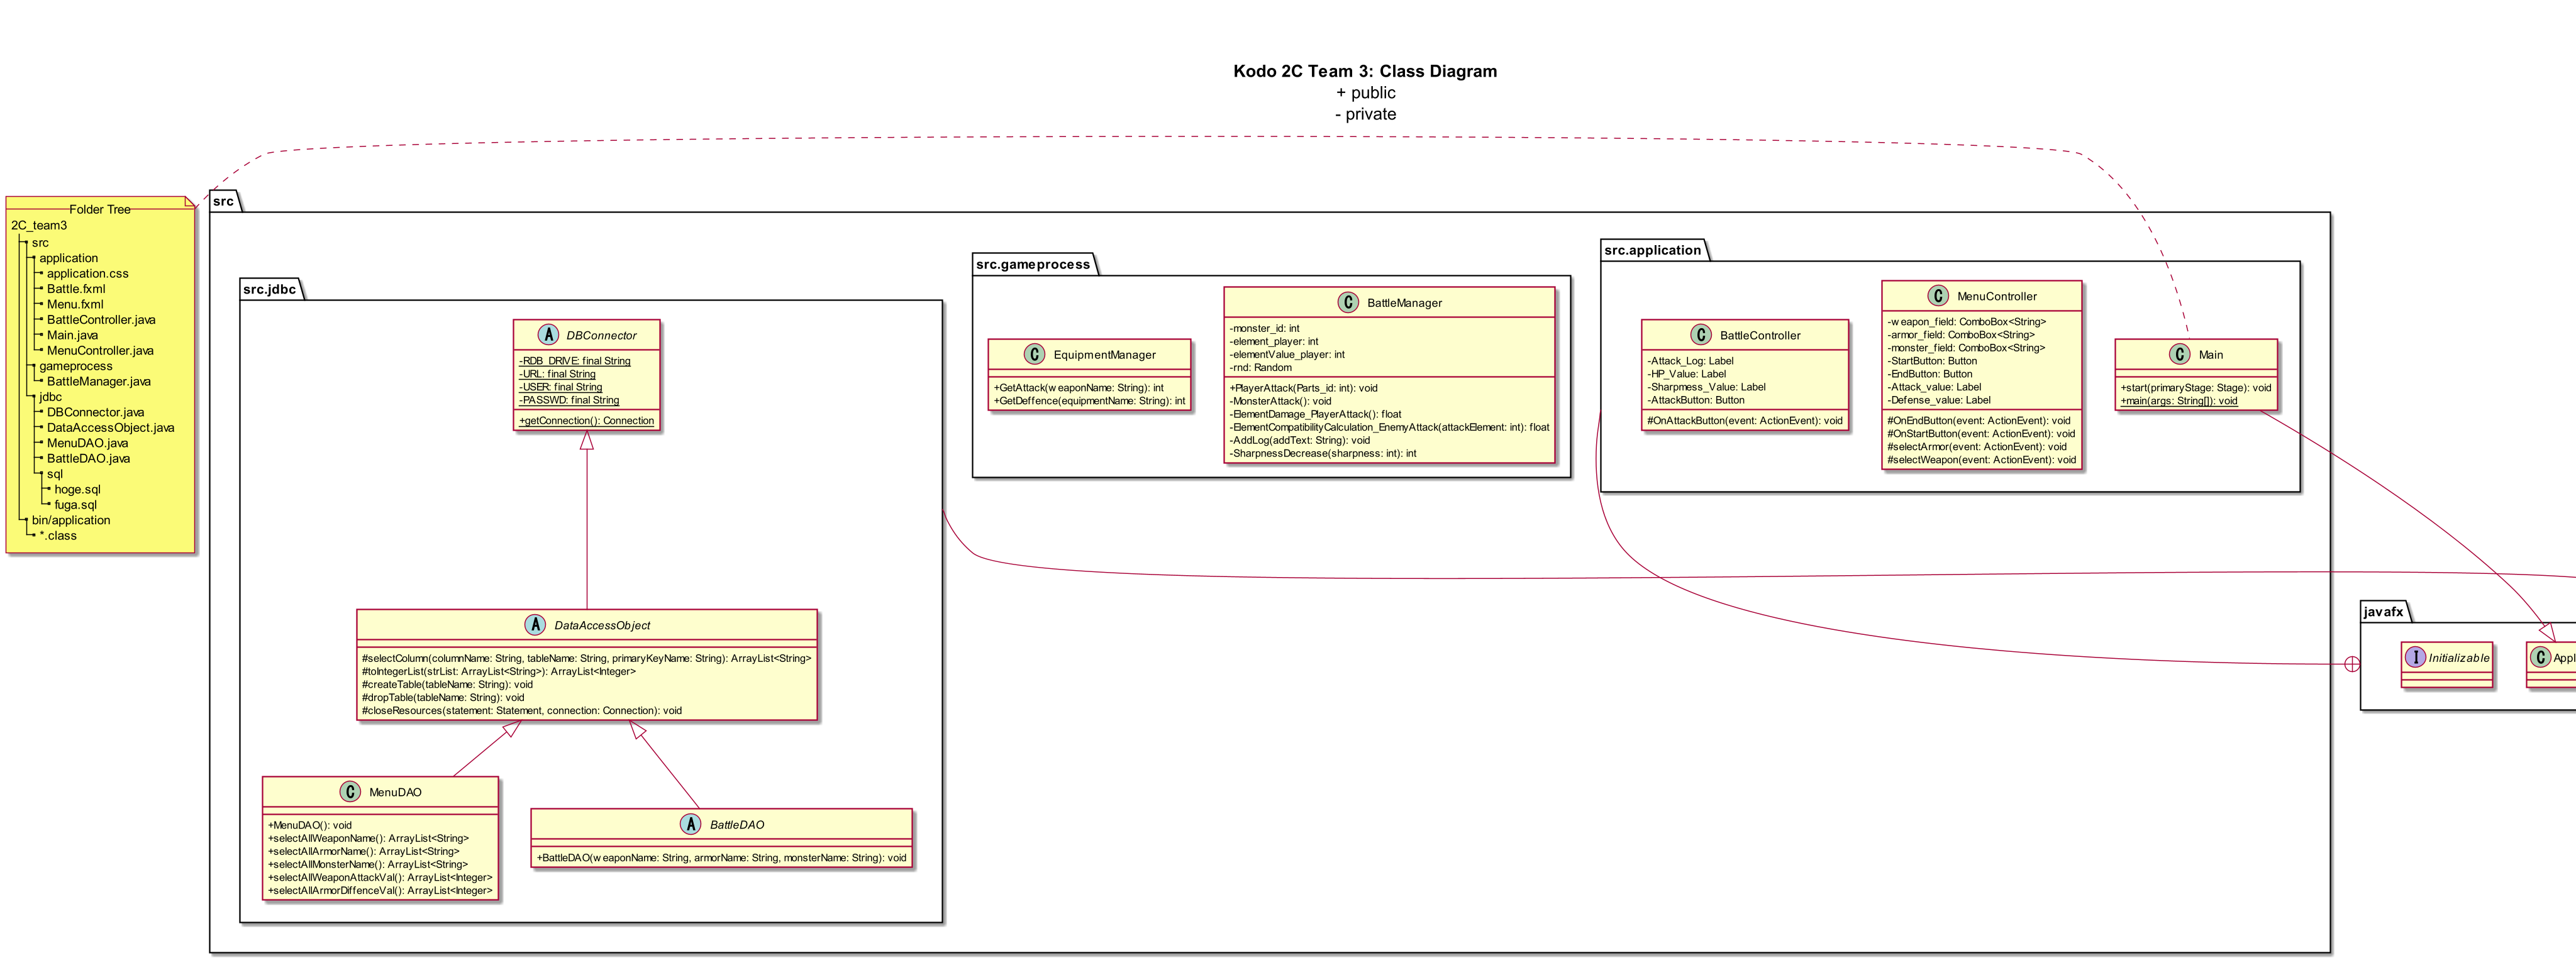 Kodo 2C Team 3: Class Diagram
+ public
- private
Folder Tree
2C_team3
src
application
application.css
Battle.fxml
Menu.fxml
BattleController.java
Main.java
MenuController.java
gameprocess
BattleManager.java
jdbc
DBConnector.java
DataAccessObject.java
MenuDAO.java
BattleDAO.java
sql
hoge.sql
fuga.sql
bin/application
*.class
src
src.jdbc
A DBConnector
-RDB_DRIVE: final String
-URL: final String
-USER: final String
-PASSWD: final String
+getConnection(): Connection
A DataAccessObject
#selectColumn(columnName: String, tableName: String, primaryKeyName: String): ArrayList<String>
#toIntegerList(strList: ArrayList<String>): ArrayList<Integer>
#createTable(tableName: String): void
#dropTable(tableName: String): void
#closeResources(statement: Statement, connection: Connection): void
C MenuDAO
+MenuDAO(): void
+selectAllWeaponName(): ArrayList<String>
+selectAllArmorName(): ArrayList<String>
+selectAllMonsterName(): ArrayList<String>
+selectAllWeaponAttackVal(): ArrayList<Integer>
+selectAllArmorDiffenceVal(): ArrayList<Integer>
A BattleDAO
+BattleDAO(weaponName: String, armorName: String, monsterName: String): void
src.gameprocess
C EquipmentManager
+GetAttack(weaponName: String): int
+GetDeffence(equipmentName: String): int
C BattleManager
-monster_id: int
-element_player: int
-elementValue_player: int
-rnd: Random
+PlayerAttack(Parts_id: int): void
-MonsterAttack(): void
-ElementDamage_PlayerAttack(): float
-ElementCompatibilityCalculation_EnemyAttack(attackElement: int): float
-AddLog(addText: String): void
-SharpnessDecrease(sharpness: int): int
src.application
C BattleController
-Attack_Log: Label
-HP_Value: Label
-Sharpmess_Value: Label
-AttackButton: Button
#OnAttackButton(event: ActionEvent): void
C MenuController
-weapon_field: ComboBox<String>
-armor_field: ComboBox<String>
-monster_field: ComboBox<String>
-StartButton: Button
-EndButton: Button
-Attack_value: Label
-Defense_value: Label
#OnEndButton(event: ActionEvent): void
#OnStartButton(event: ActionEvent): void
#selectArmor(event: ActionEvent): void
#selectWeapon(event: ActionEvent): void
C Main
+start(primaryStage: Stage): void
+main(args: String[]): void
javafx
I Initializable
C Appl